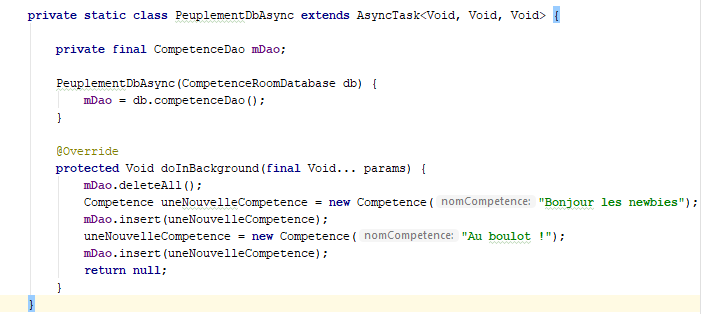 private static class PeuplementDbAsync extends AsyncTask<Void, Void, Void> {
private final CompetenceDao mDao;
PeuplementDbAsync(CompetenceRoomDatabase db) {
mDao = db.competenceDao();
}
@Override
protected Void doInBackground(final Void... params) {
mDao.deleteAll();
Competence uneNouvelleCompetence = new Competence( nomCompetence: "Bonjour les newbies");
mDao.insert(uneNouvelleCompetence);
uneNouvelleCompetence = new Competence( nomCompetence: "Au boulot !");
mDao.insert(uneNouvelleCompetence);
return null;
}
}